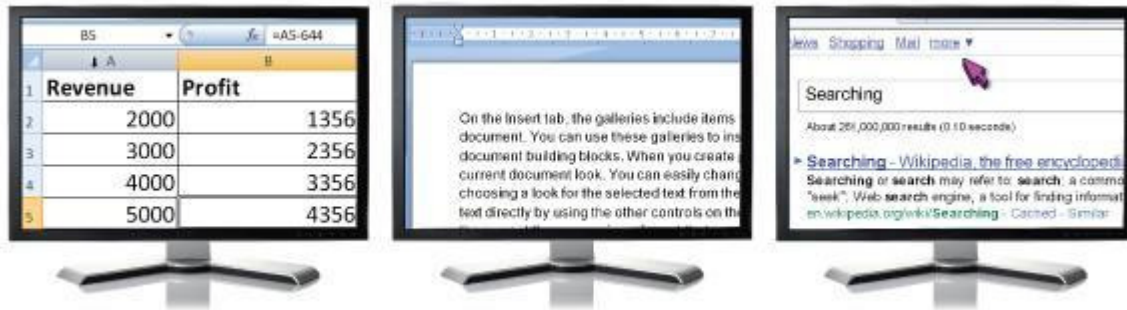 B5 fx =A5-644
A B
1 Revenue Profit
2 2000 1356
3 3000 2356
4 4000 3356
5 5000 4356
On the Insert tab, the galleries include items
document. You can use these galleries to ins
document building blocks. When you create
current document look. You can easily chang
choosing a look for the selected text from the
text directly by using the other controls on the
News Shopping Mail more ▼
Searching
About 261,000,000 results (0.10 seconds)
Searching - Wikipedia, the free encyclopedi
Searching or search may refer to: search, a commo
"seek"; Web search engine, a tool for finding informat
en.wikipedia.org/wiki/Searching - Cached - Similar